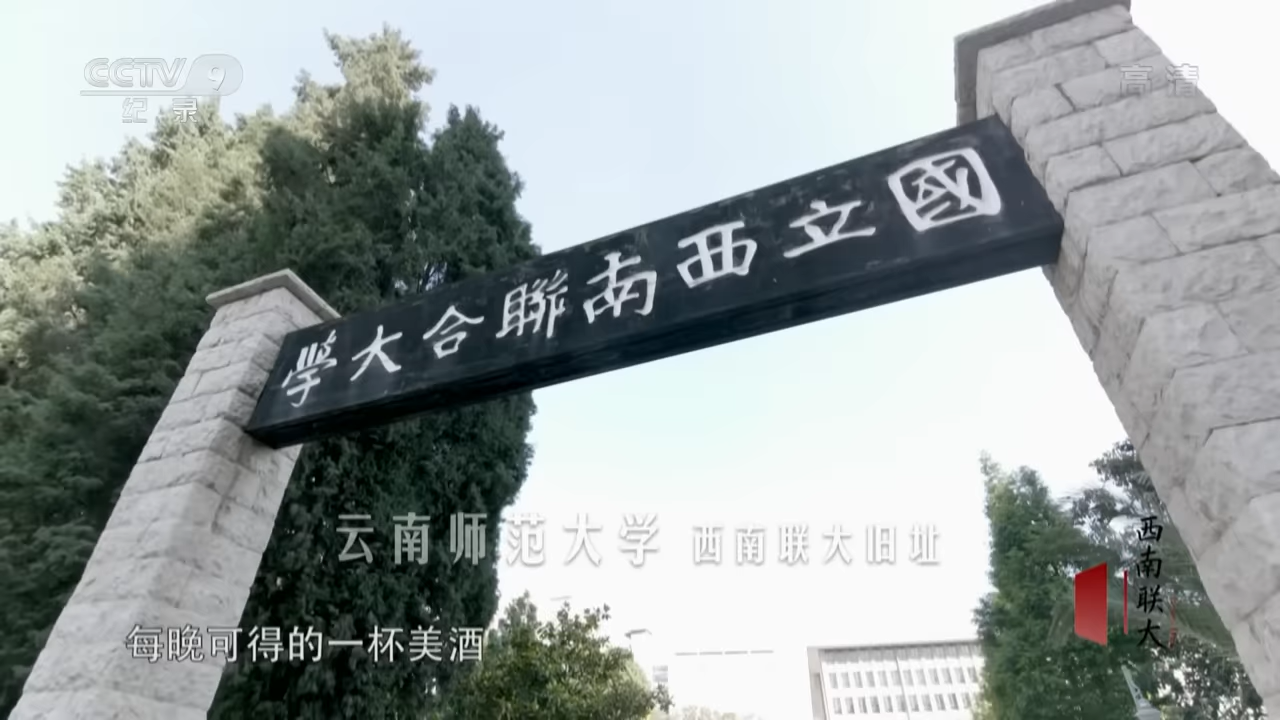 CCTV 9
纪录
高清
國立西南聯合大學
云南师范大学 西南联大旧址
西南联大
每晚可得的一杯美酒